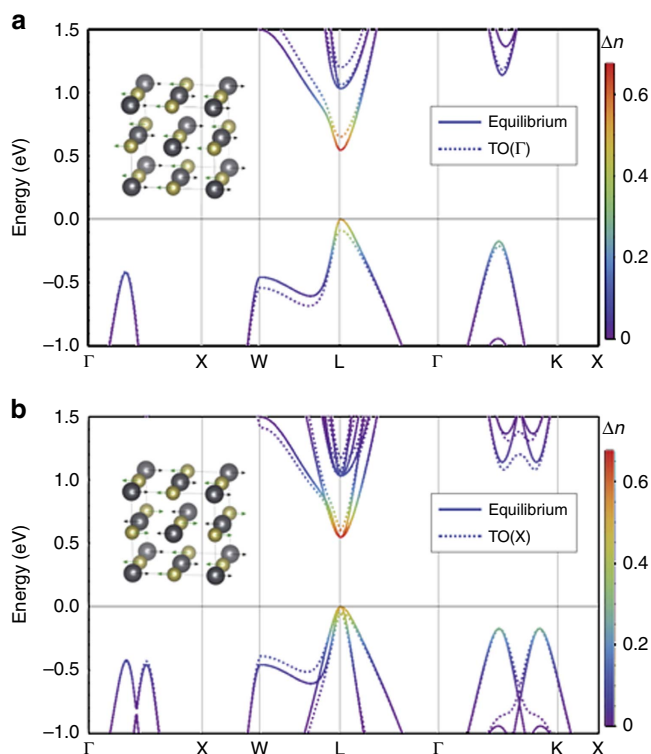 a
1.5
1.0
0.5
0.0
−0.5
−1.0
Energy (eV)
Equilibrium
TO(Γ)
Δn
0.6
0.4
0.2
0
Γ X W L Γ K X
b
1.5
1.0
0.5
0.0
−0.5
−1.0
Energy (eV)
Equilibrium
TO(X)
Δn
0.6
0.4
0.2
0
Γ X W L Γ K X